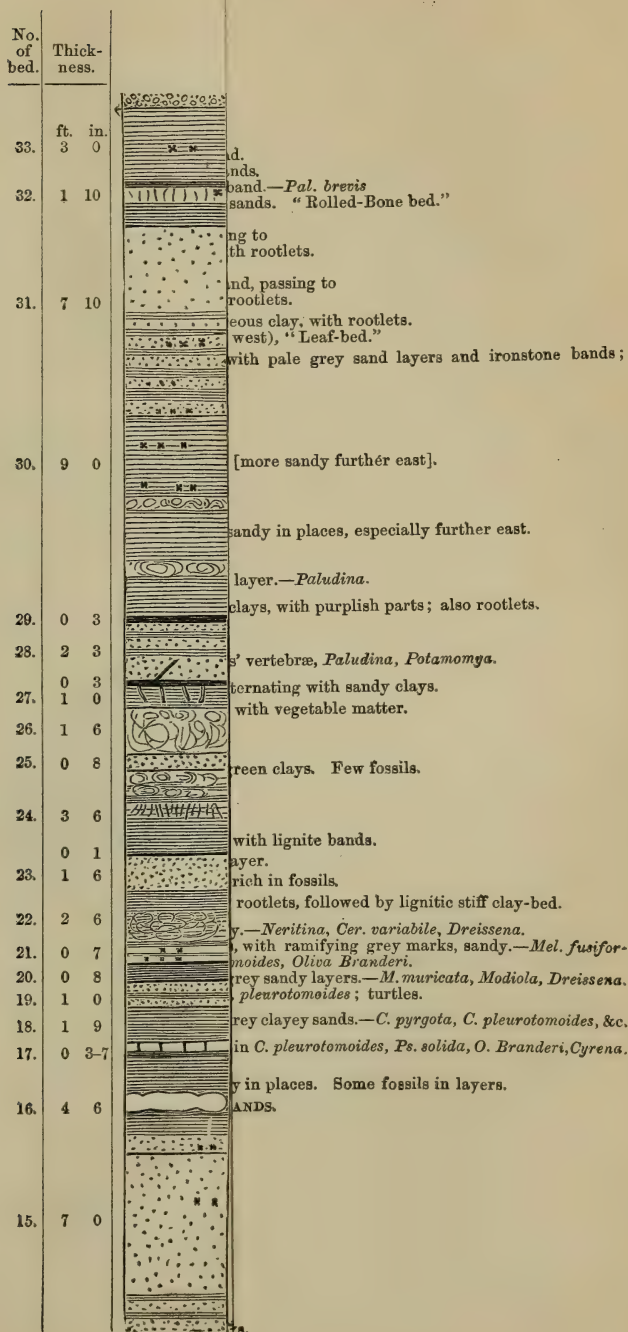 No. of bed.
Thick-ness.
ft. in.
33. 3 0
d.
nds.
band.—Pal. brevis
32. 1 10 sands. “Rolled-Bone bed.”
ng to
th rootlets.
nd, passing to
31. 7 10 rootlets.
eous clay, with rootlets.
west), “Leaf-bed.”
with pale grey sand layers and ironstone bands;
30. 9 0 [more sandy further east].
sandy in places, especially further east.
layer.—Paludina.
clays, with purplish parts; also rootlets.
29. 0 3
28. 2 3 s' vertebræ, Paludina, Potamomya.
0 3 ternating with sandy clays.
27. 1 0
with vegetable matter.
26. 1 6
25. 0 8 reen clays. Few fossils.
24. 3 6
with lignite bands.
0 1 ayer.
23. 1 6 rich in fossils.
rootlets, followed by lignitic stiff clay-bed.
22. 2 6
y.—Neritina, Cer. variabile, Dreissena.
21. 0 7 , with ramifying grey marks, sandy.—Mel. fusifor-
noides, Oliva Branderi.
20. 0 8 rey sandy layers.—M. muricata, Modiola, Dreissena.
19. 1 0 pleurotomoides; turtles.
18. 1 9 rey clayey sands.—C. pyrgota, C. pleurotomoides, &c.
17. 0 3–7 in C. pleurotomoides, Ps. solida, O. Branderi, Cyrena.
y in places. Some fossils in layers.
16. 4 6 ANDS.
15. 7 0